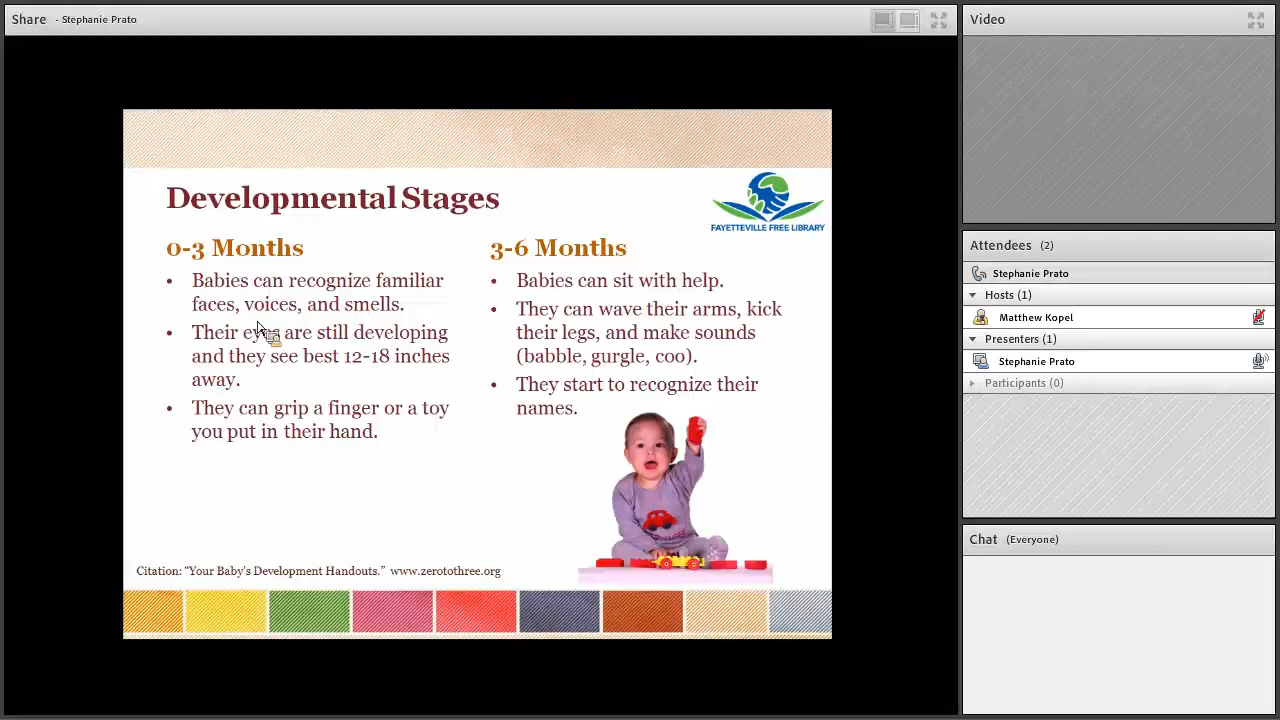 Share - Stephanie Prato
Developmental Stages
FAYETTEVILLE FREE LIBRARY
0-3 Months
• Babies can recognize familiar
faces, voices, and smells.
• Their eyes are still developing
and they see best 12-18 inches
away.
• They can grip a finger or a toy
you put in their hand.
3-6 Months
• Babies can sit with help.
• They can wave their arms, kick
their legs, and make sounds
(babble, gurgle, coo).
• They start to recognize their
names.
Citation: “Your Baby’s Development Handouts.” www.zerotothree.org
Video
Attendees (2)
Stephanie Prato
Hosts (1)
Matthew Kopel
Presenters (1)
Stephanie Prato
Participants (0)
Chat (Everyone)